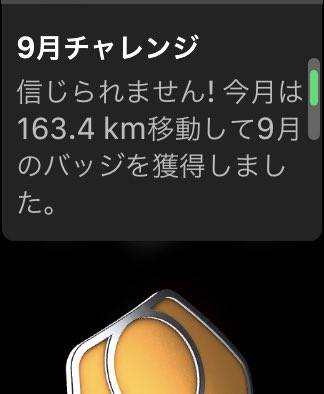 9月チャレンジ
信じられません! 今月は
163.4 km移動して9月
のバッジを獲得しまし
た。